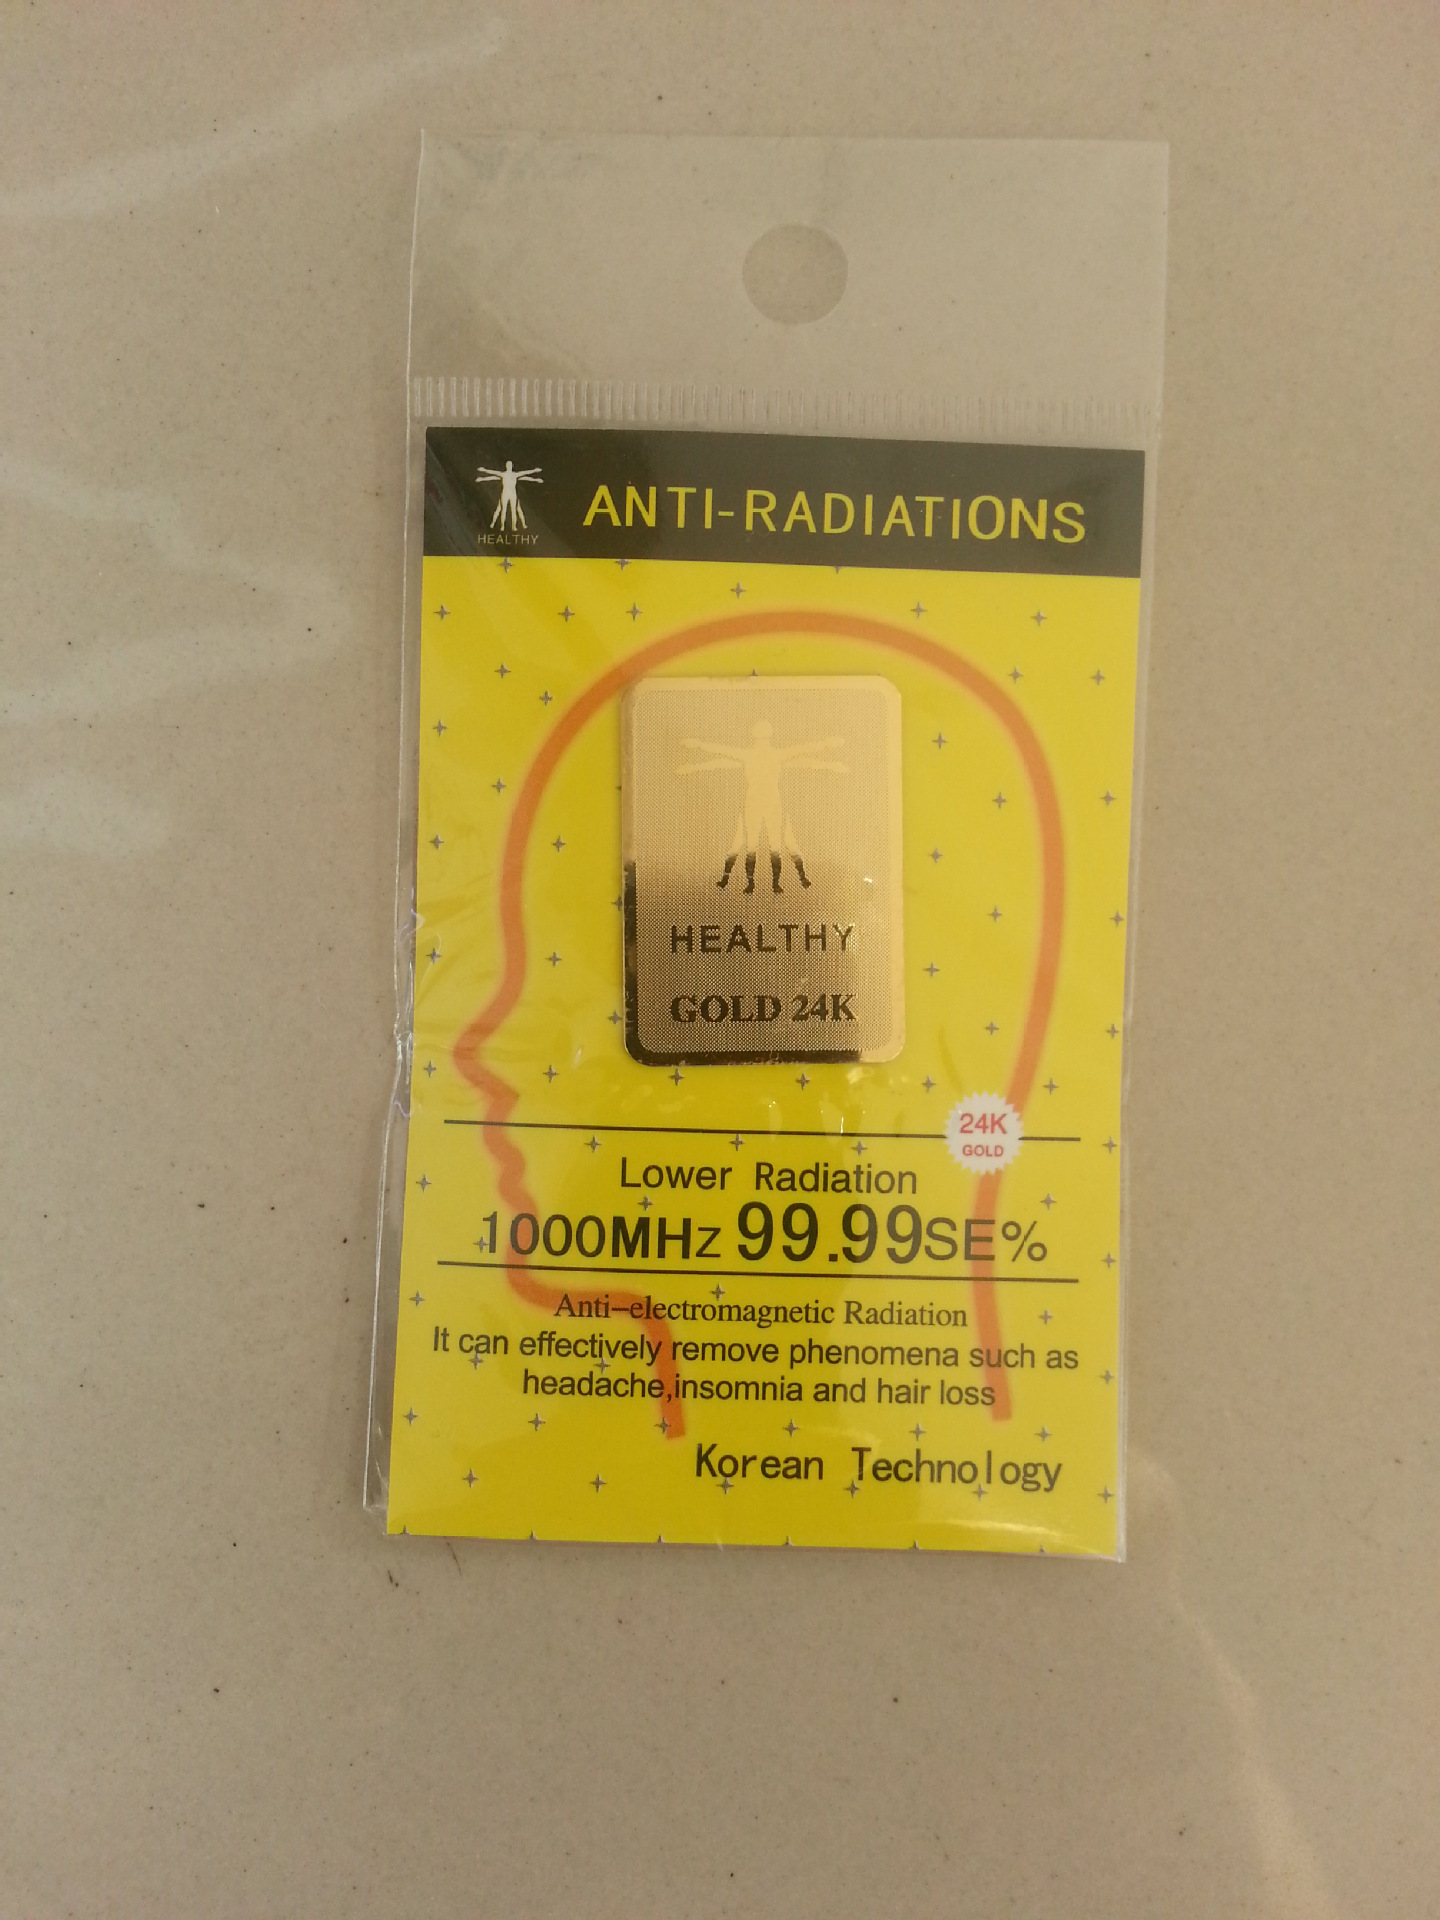 HEALTHY
ANTI-RADIATIONS
HEALTHY
GOLD 24K
24K
GOLD
Lower Radiation
1000MHz 99.99SE%
Anti-electromagnetic Radiation
It can effectively remove phenomena such as
headache,insomnia and hair loss
Korean Technology